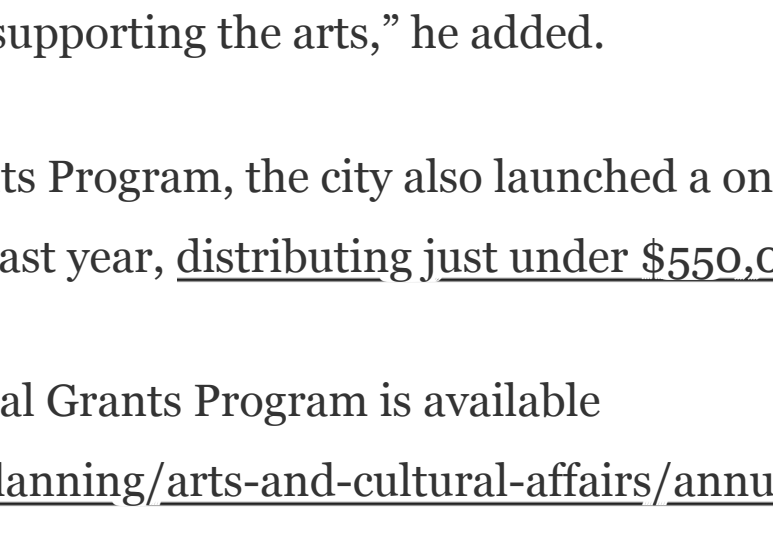 supporting the arts,” he added.
ts Program, the city also launched a on
ast year, distributing just under $550,0
al Grants Program is available
lanning/arts-and-cultural-affairs/annu